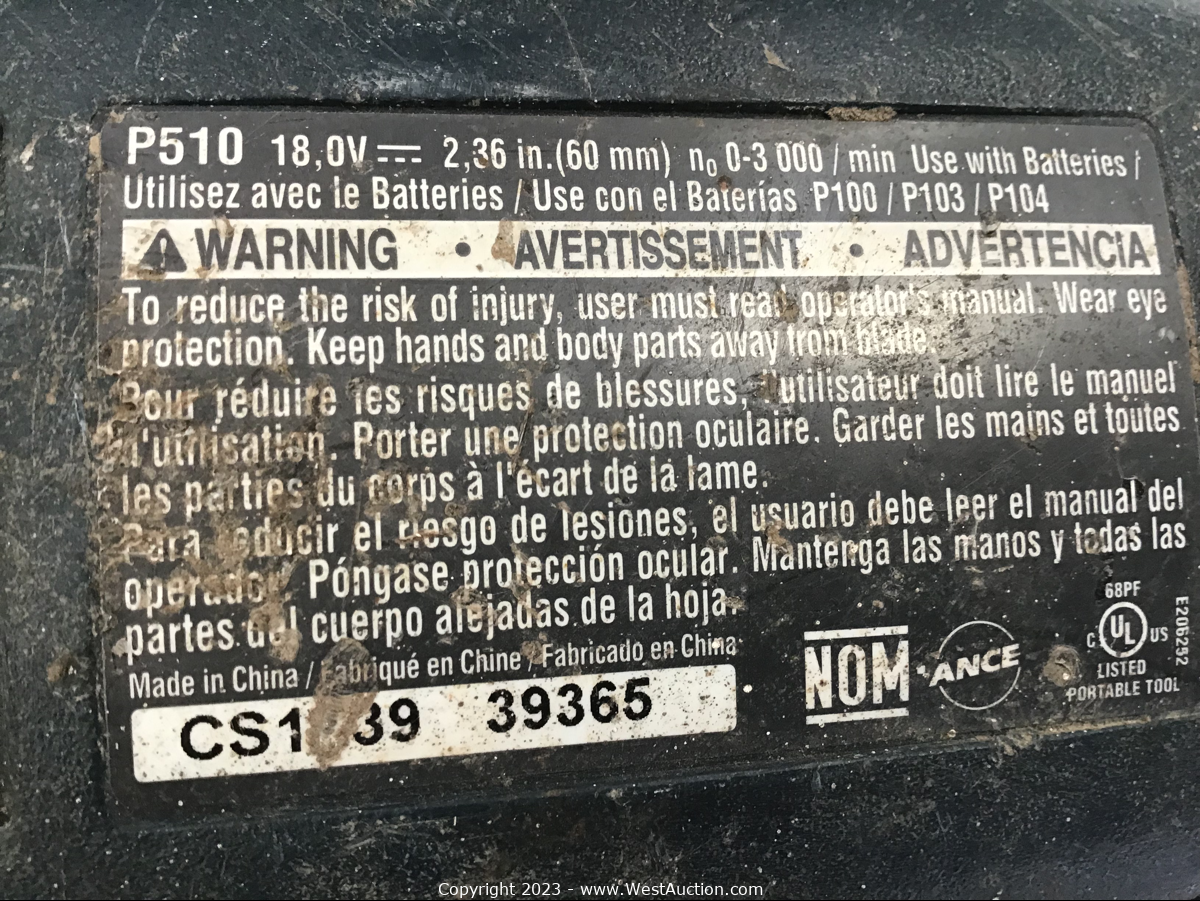 P510 18,0V 2,36 in.(60 mm) n₀ 0-3 000 / min Use with Batteries /
Utilisez avec le Batteries / Use con el Baterías P100 / P103 / P104
WARNING • AVERTISSEMENT • ADVERTENCIA
To reduce the risk of injury, user must read operator's manual. Wear eye
protection. Keep hands and body parts away from blade.
Pour réduire les risques de blessures, l'utilisateur doit lire le manuel
d'utilisation. Porter une protection oculaire. Garder les mains et toutes
les parties du corps à l'écart de la lame.
Para reducir el riesgo de lesiones, el usuario debe leer el manual del
operador. Póngase protección ocular. Mantenga las manos y todas las
partes del cuerpo alejadas de la hoja.
Made in China / Fabriqué en Chine / Fabricado en China
39365
NOM
ANCE
68PF
C UL US
LISTED
PORTABLE TOOL
E206252
Copyright 2023 - www.WestAuction.com